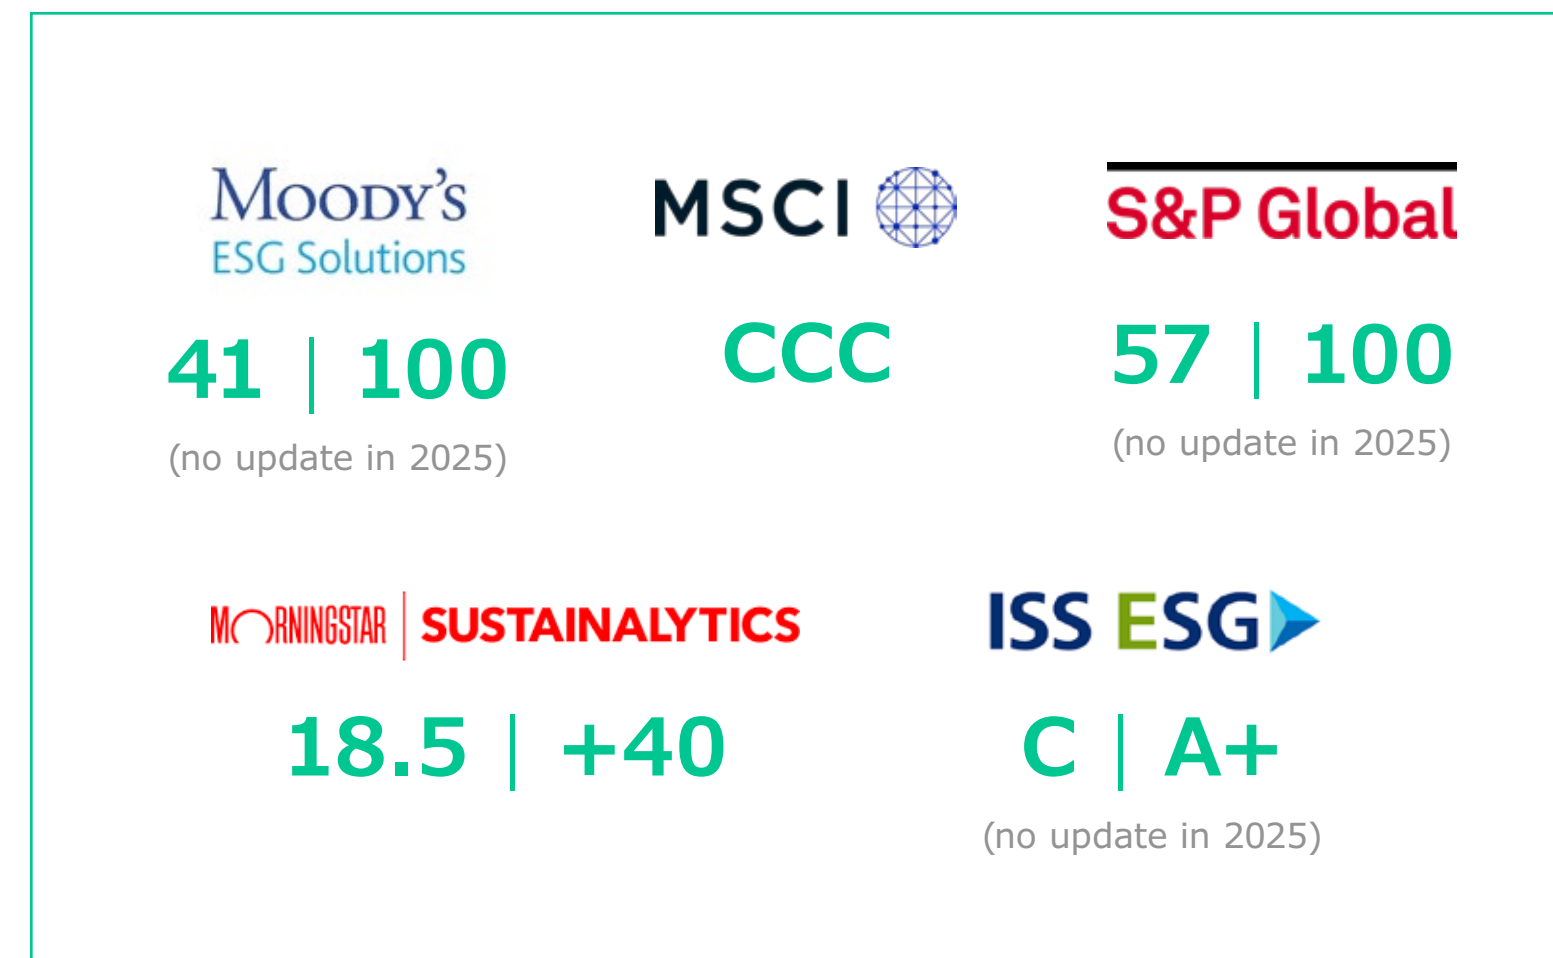 MOODY'S
ESG Solutions
MSCI
S&P Global
41 | 100
CCC
57 | 100
(no update in 2025)
(no update in 2025)
MORNINGSTAR | SUSTAINALYTICS
ISS ESG
18.5 | +40
C | A+
(no update in 2025)